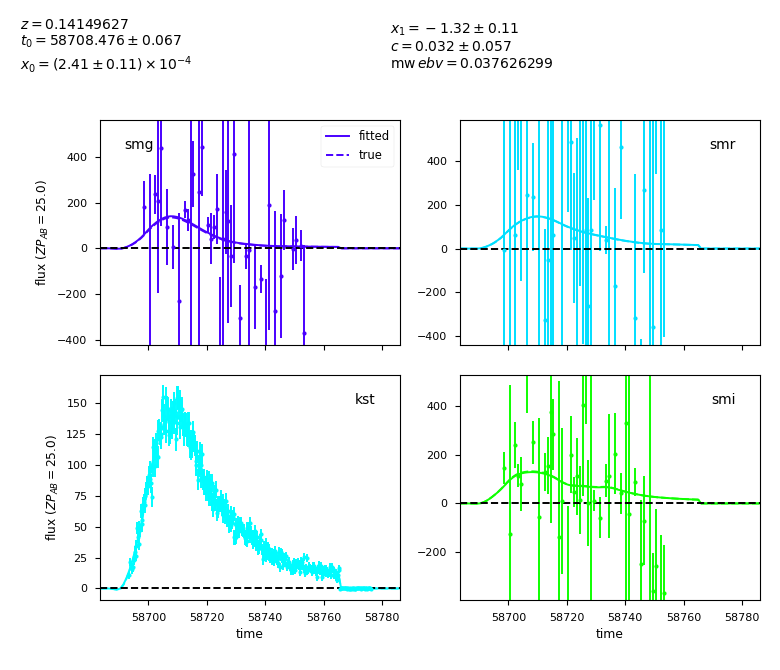 z = 0.14149627
t₀ = 58708.476 ± 0.067
x₀ = (2.41 ± 0.11) × 10⁻⁴
x₁ = −1.32 ± 0.11
c = 0.032 ± 0.057
mw ebv = 0.037626299
smg
fitted
true
400
200
0
−200
−400
flux (ZP_AB = 25.0)
smr
400
200
0
−200
−400
kst
150
125
100
75
50
25
0
flux (ZP_AB = 25.0)
58700 58720 58740 58760 58780
time
smi
400
200
0
−200
58700 58720 58740 58760 58780
time